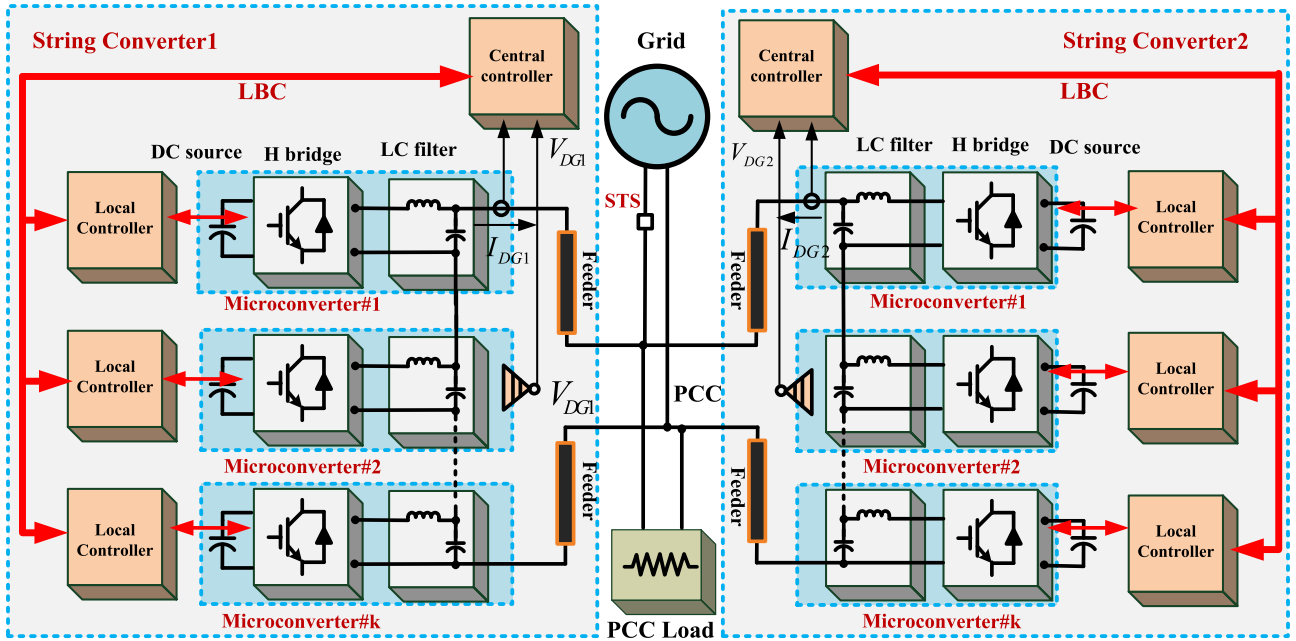 String Converter1
Central
controller
LBC
V_DG1
DC source
H bridge
LC filter
Local
Controller
I_DG1
Feeder
Microconverter#1
Local
Controller
V_DG1
Microconverter#2
Local
Controller
Feeder
Microconverter#k
Grid
STS
PCC
PCC Load
String Converter2
Central
controller
LBC
V_DG2
LC filter
H bridge
DC source
I_DG2
Local
Controller
Feeder
Microconverter#1
Local
Controller
Microconverter#2
Feeder
Local
Controller
Microconverter#k